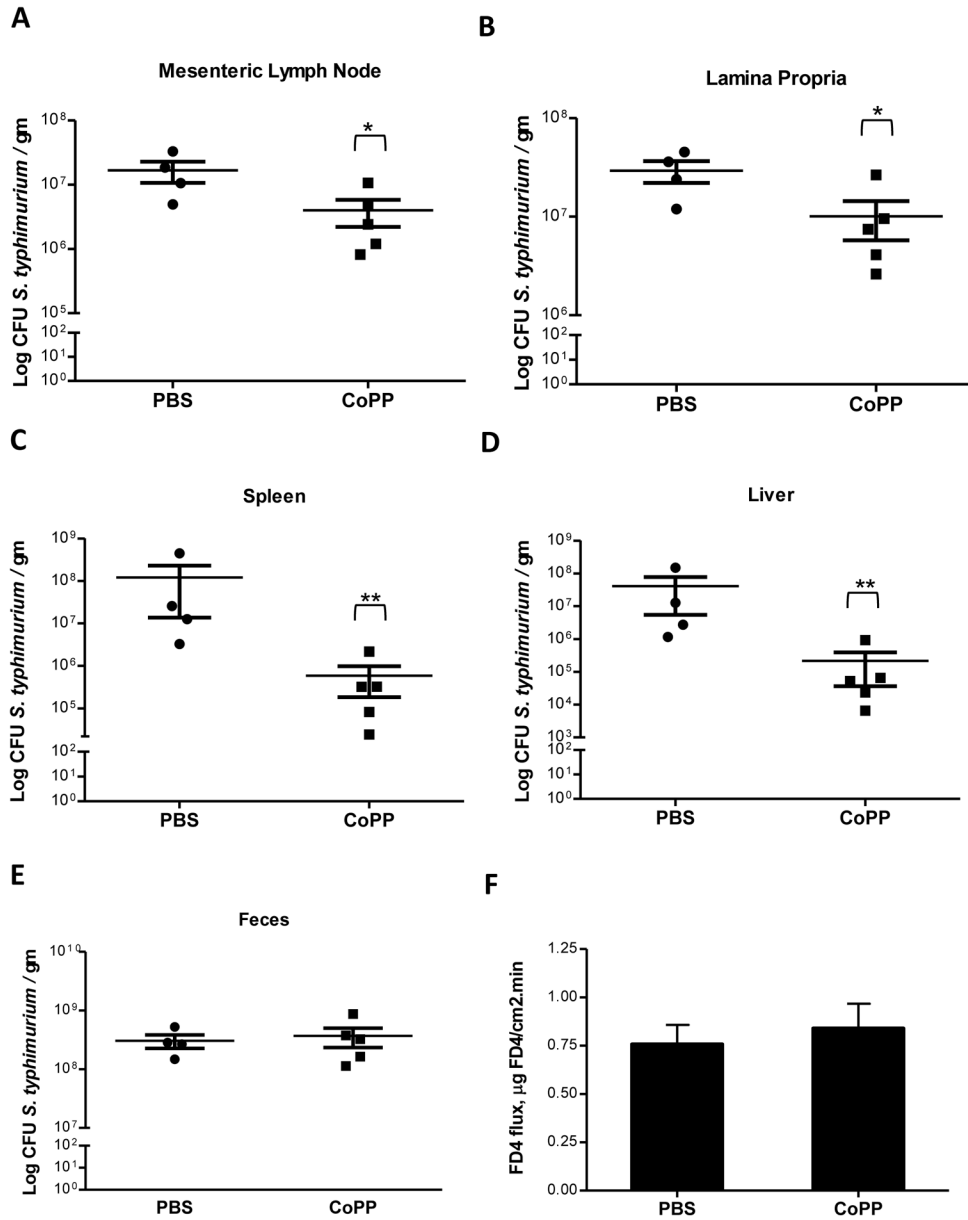 A
Mesenteric Lymph Node
Log CFU S. typhimurium / gm
10⁸
10⁷
10⁶
10⁵
10²
10¹
10⁰
*
PBS
CoPP
B
Lamina Propria
Log CFU S. typhimurium / gm
10⁸
10⁷
10⁶
10²
10¹
10⁰
*
PBS
CoPP
C
Spleen
Log CFU S. typhimurium / gm
10⁹
10⁸
10⁷
10⁶
10⁵
10²
10¹
10⁰
**
PBS
CoPP
D
Liver
Log CFU S. typhimurium / gm
10⁹
10⁸
10⁷
10⁶
10⁵
10⁴
10³
10²
10¹
10⁰
**
PBS
CoPP
E
Feces
Log CFU S. typhimurium / gm
10¹⁰
10⁹
10⁸
10⁷
10²
10¹
10⁰
PBS
CoPP
F
FD4 flux, µg FD4/cm2.min
1.25
1.00
0.75
0.50
0.25
0.00
PBS
CoPP